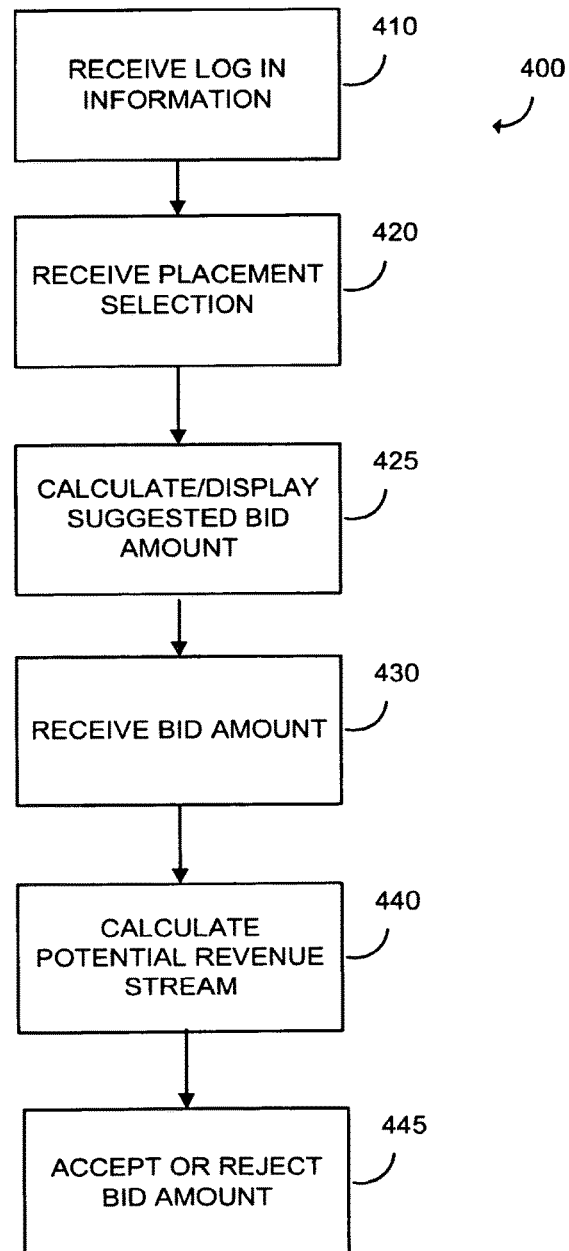 410
RECEIVE LOG IN
INFORMATION
400
420
RECEIVE PLACEMENT
SELECTION
425
CALCULATE/DISPLAY
SUGGESTED BID
AMOUNT
430
RECEIVE BID AMOUNT
440
CALCULATE
POTENTIAL REVENUE
STREAM
445
ACCEPT OR REJECT
BID AMOUNT